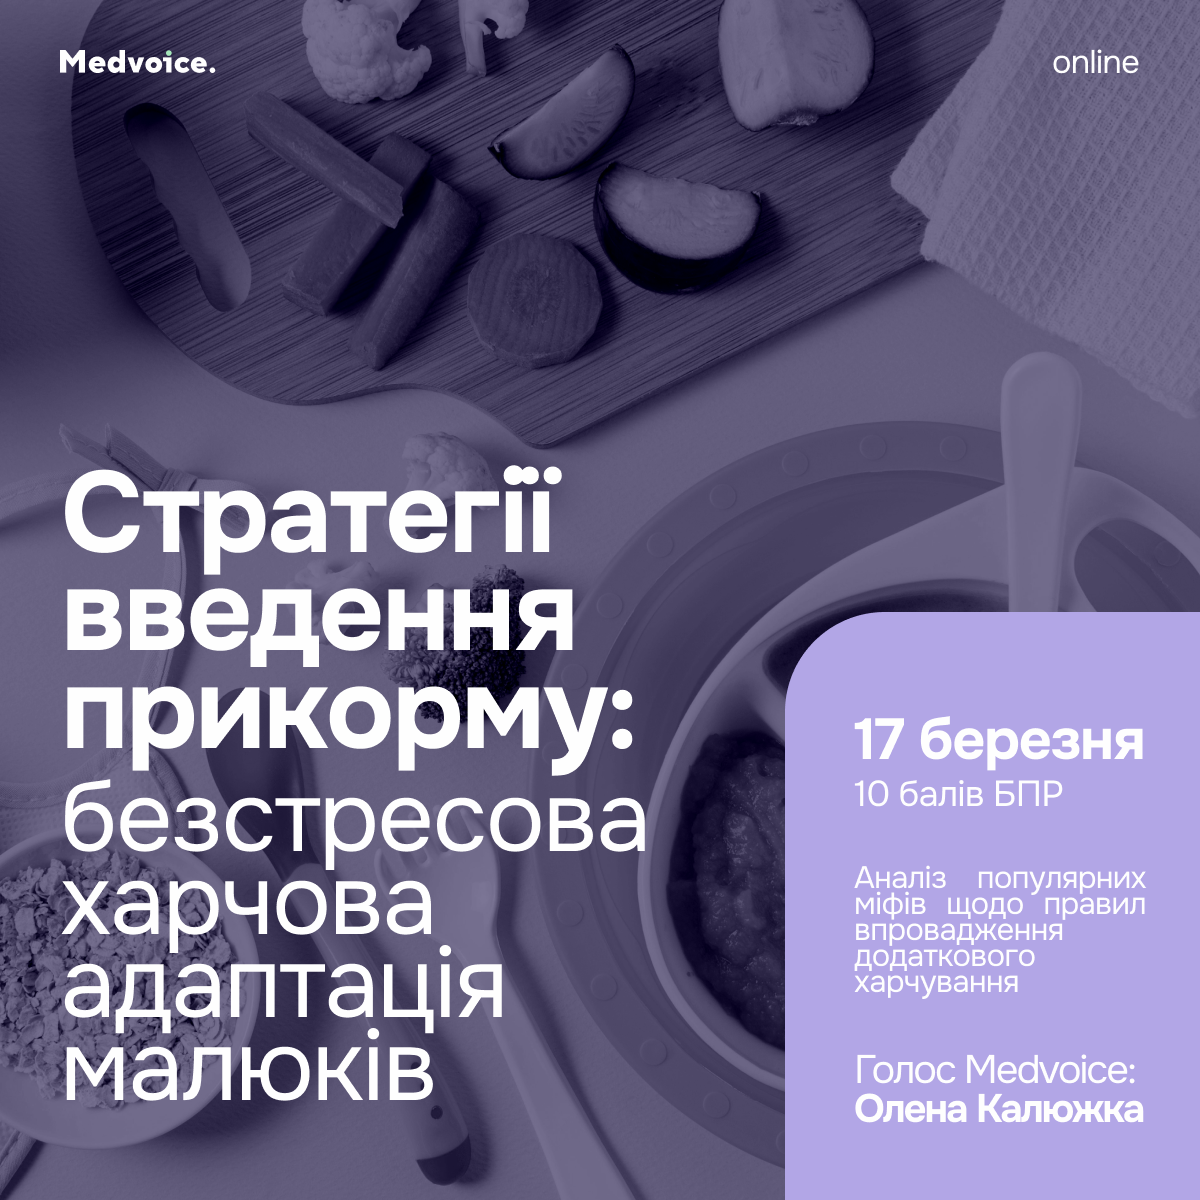 Medvoice.
online
Стратегії
введення
прикорму:
безстресова
харчова
адаптація
малюків
17 березня
10 балів БПР
Аналіз популярних
міфів щодо правил
впровадження
додаткового
харчування
Голос Medvoice:
Олена Калюжка